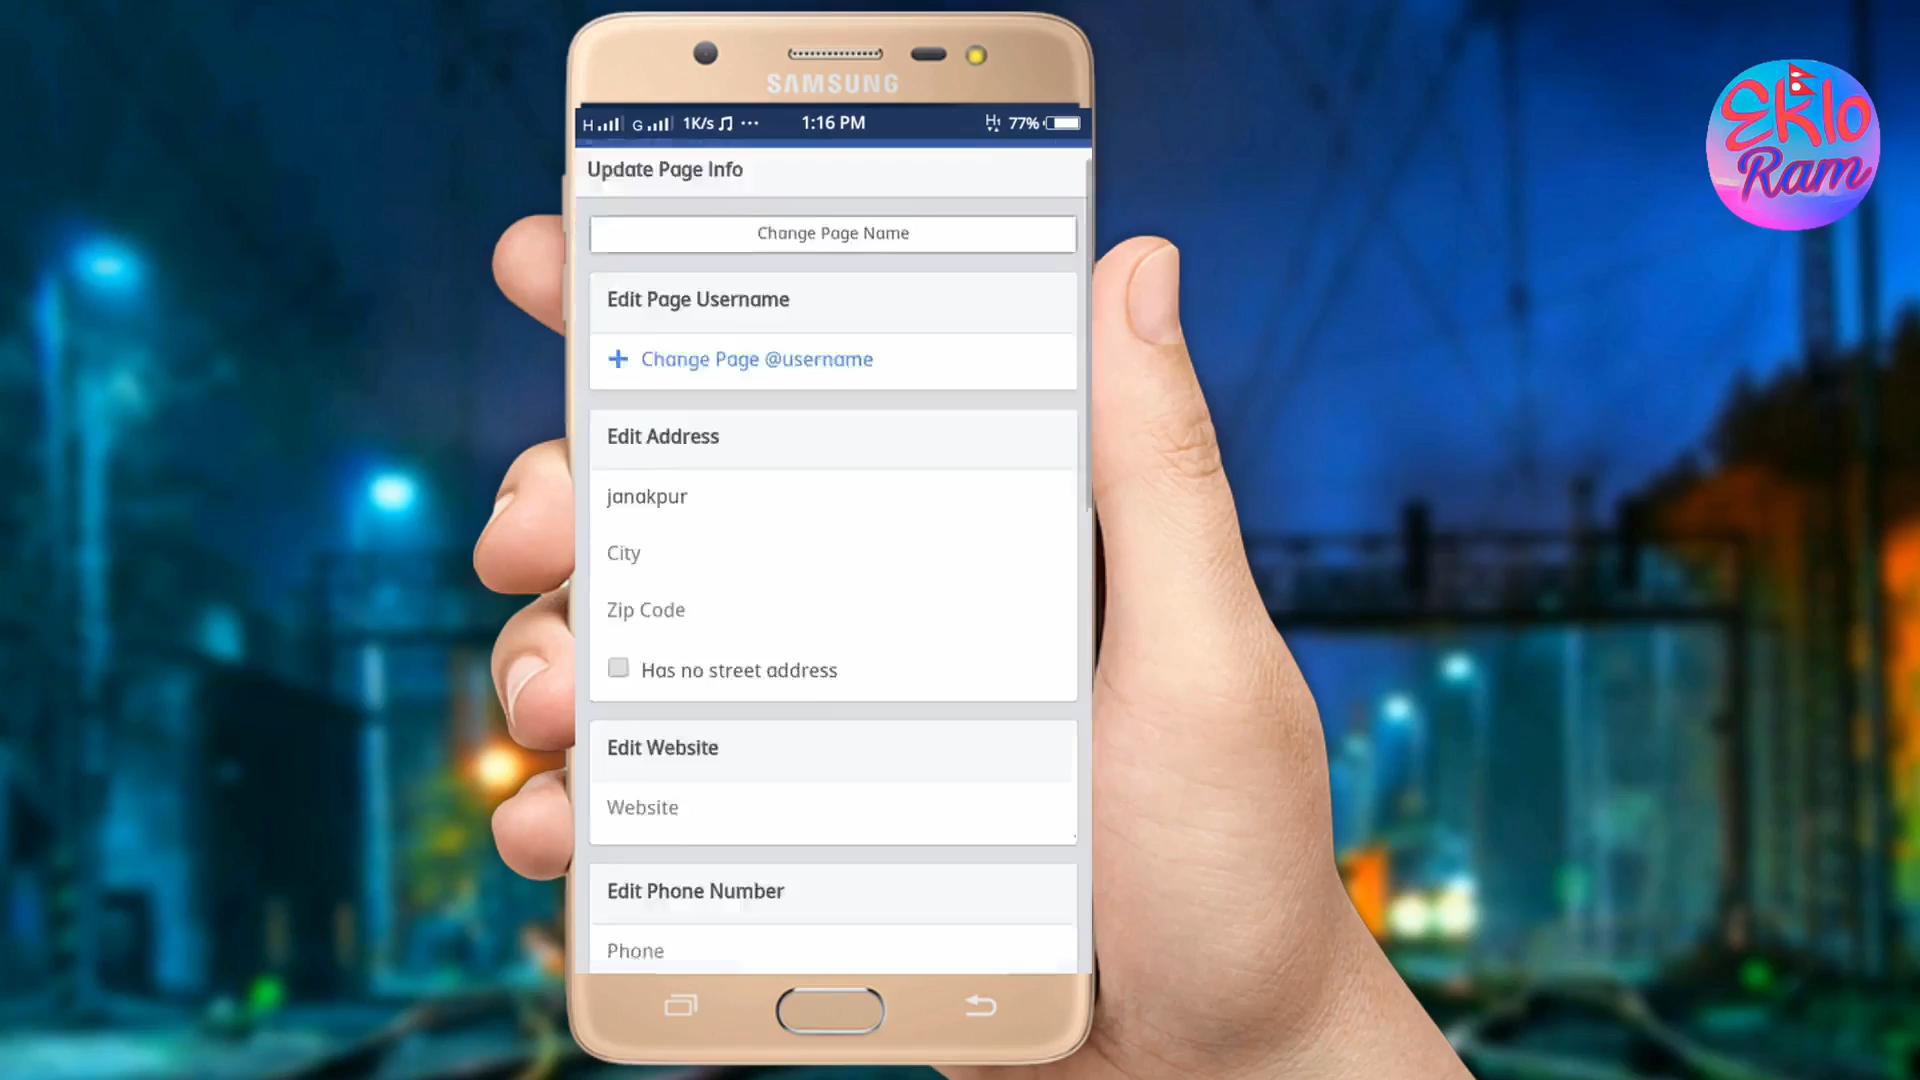 SAMSUNG
H G 1K/s ... 1:16 PM H1 77%
Update Page Info
Change Page Name
Edit Page Username
+ Change Page @username
Edit Address
janakpur
City
Zip Code
Has no street address
Edit Website
Website
Edit Phone Number
Phone
Eklo
Ram